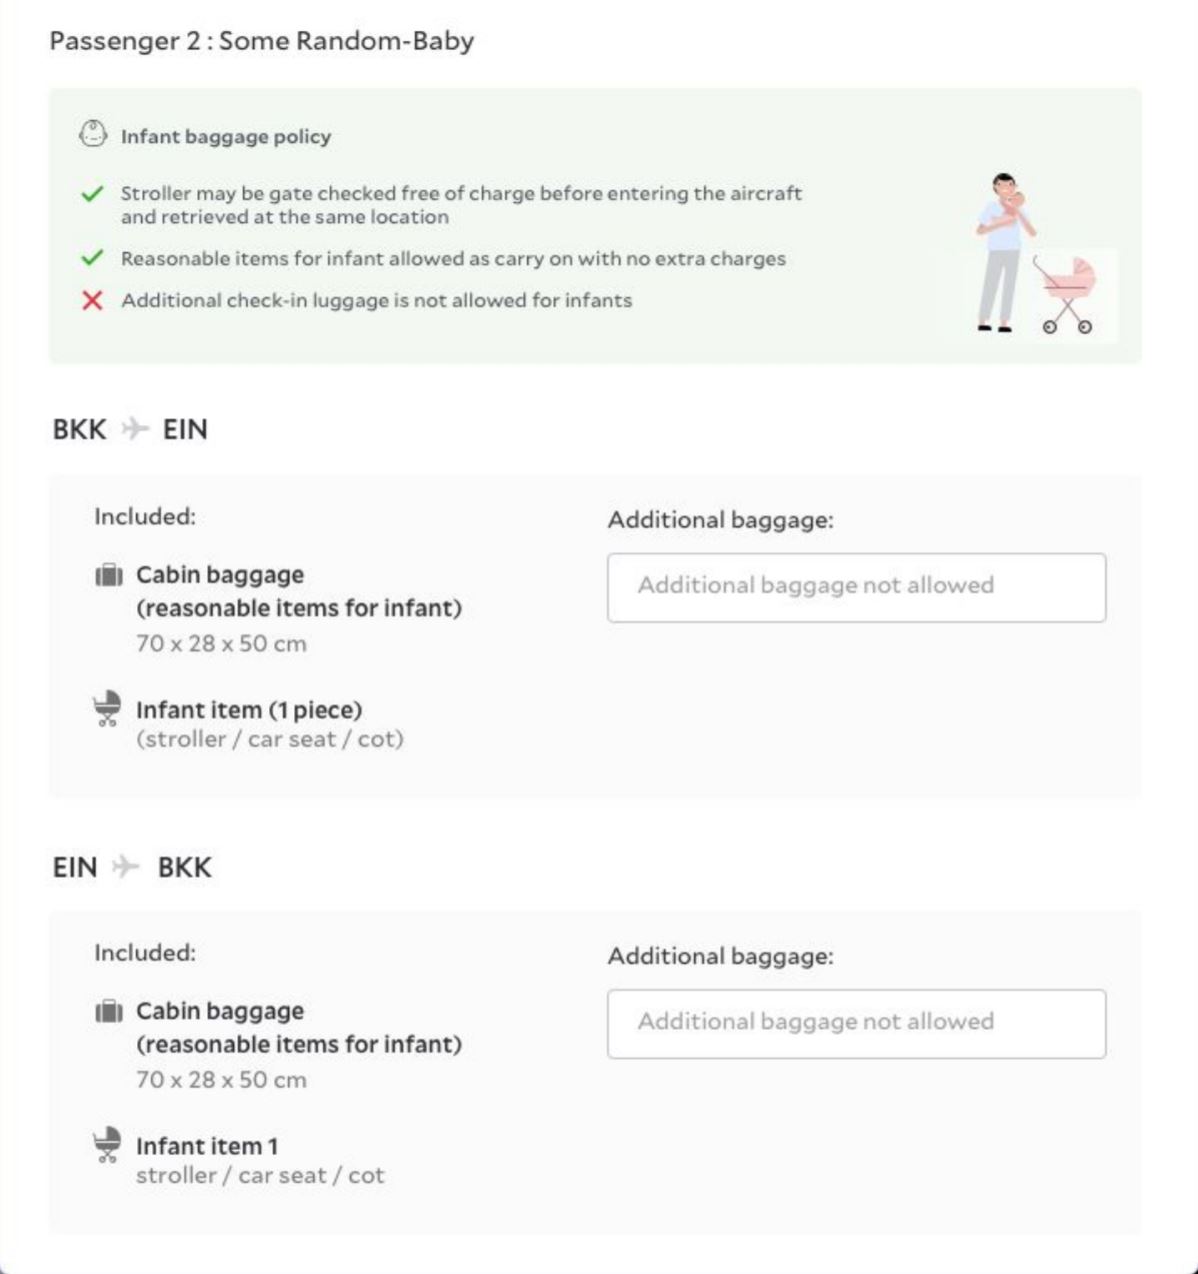 Passenger 2 : Some Random-Baby
Infant baggage policy
Stroller may be gate checked free of charge before entering the aircraft
and retrieved at the same location
Reasonable items for infant allowed as carry on with no extra charges
Additional check-in luggage is not allowed for infants
BKK EIN
Included:
Cabin baggage
(reasonable items for infant)
70 x 28 x 50 cm
Infant item (1 piece)
(stroller / car seat / cot)
Additional baggage:
Additional baggage not allowed
EIN BKK
Included:
Cabin baggage
(reasonable items for infant)
70 x 28 x 50 cm
Infant item 1
stroller / car seat / cot
Additional baggage:
Additional baggage not allowed